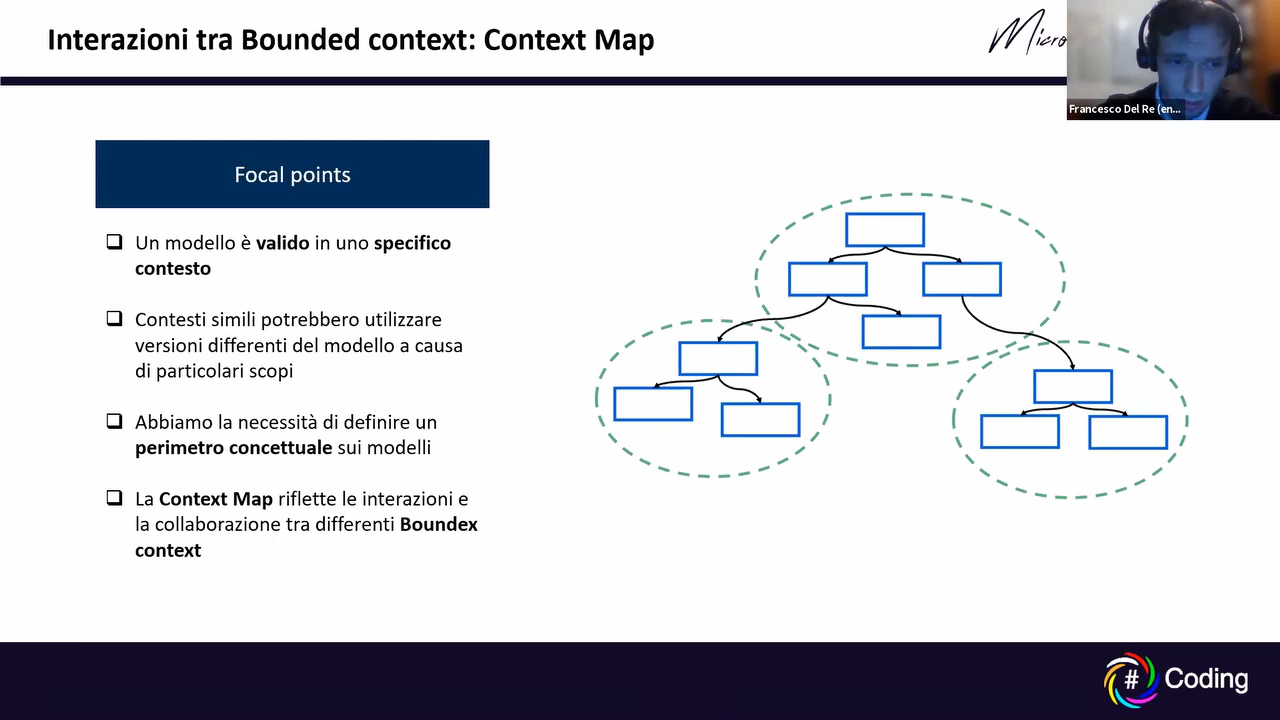 Interazioni tra Bounded context: Context Map
Micro
Francesco Del Re (en...
Focal points
❑ Un modello è valido in uno specifico
contesto
❑ Contesti simili potrebbero utilizzare
versioni differenti del modello a causa
di particolari scopi
❑ Abbiamo la necessità di definire un
perimetro concettuale sui modelli
❑ La Context Map riflette le interazioni e
la collaborazione tra differenti Boundex
context
# Coding